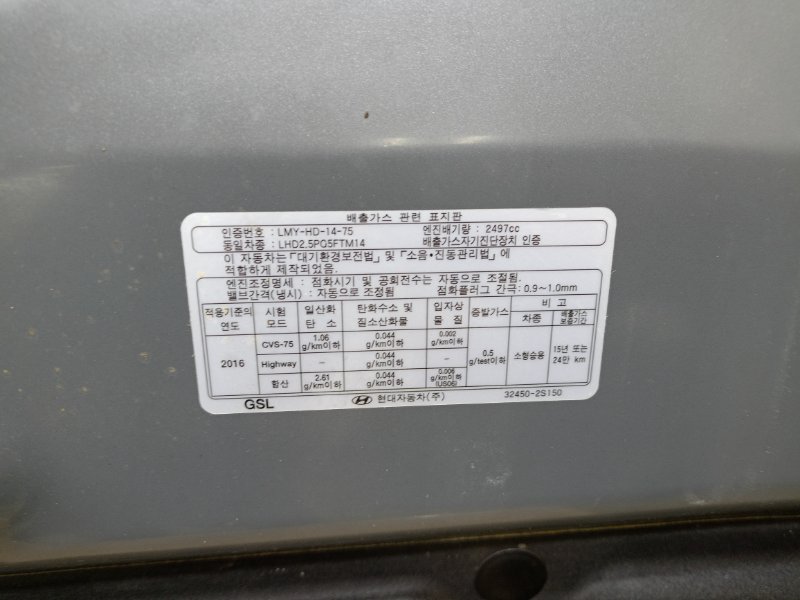 배출가스 관련 표지판
인증번호 : LMY-HD-14-75 엔진배기량 : 2497cc
동일차종 : LHD2.5PG5FTM14 배출가스자기진단장치 인증
이 자동차는「대기환경보전법」및「소음·진동관리법」에
적합하게 제작되었음.
엔진조정명세 : 점화시기 및 공회전수는 자동으로 조절됨.
밸브간격(냉시) : 자동으로 조정됨 점화플러그 간극: 0.9~1.0mm
적용기준의 연도 시험 모드 일산화 탄소 탄화수소 및 질소산화물 입자상 물질 증발가스 비고
차종 배출가스 보증기간
2016 CVS-75 1.06 g/km이하 0.044 g/km이하 0.002 g/km이하 0.5 g/test이하 소형승용 15년 또는 24만 km
Highway - 0.044 g/km이하 -
합산 2.61 g/km이하 0.044 g/km이하 0.006 g/km이하 (US06)
GSL 현대자동차(주) 32450-2S150